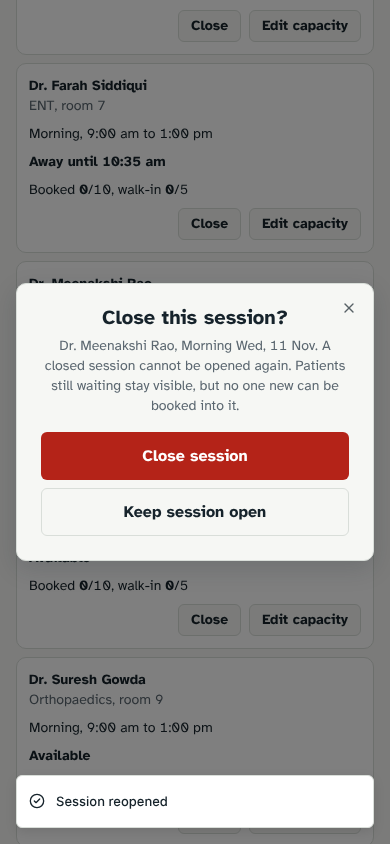 Close Edit capacity
Dr. Farah Siddiqui
ENT, room 7
Morning, 9:00 am to 1:00 pm
Away until 10:35 am
Booked 0/10, walk-in 0/5
Close Edit capacity
Dr. Meenakshi Rao
Close this session?
Dr. Meenakshi Rao, Morning Wed, 11 Nov. A
closed session cannot be opened again. Patients
still waiting stay visible, but no one new can be
booked into it.
Close session
Keep session open
Available
Booked 0/10, walk-in 0/5
Close Edit capacity
Dr. Suresh Gowda
Orthopaedics, room 9
Morning, 9:00 am to 1:00 pm
Available
Session reopened